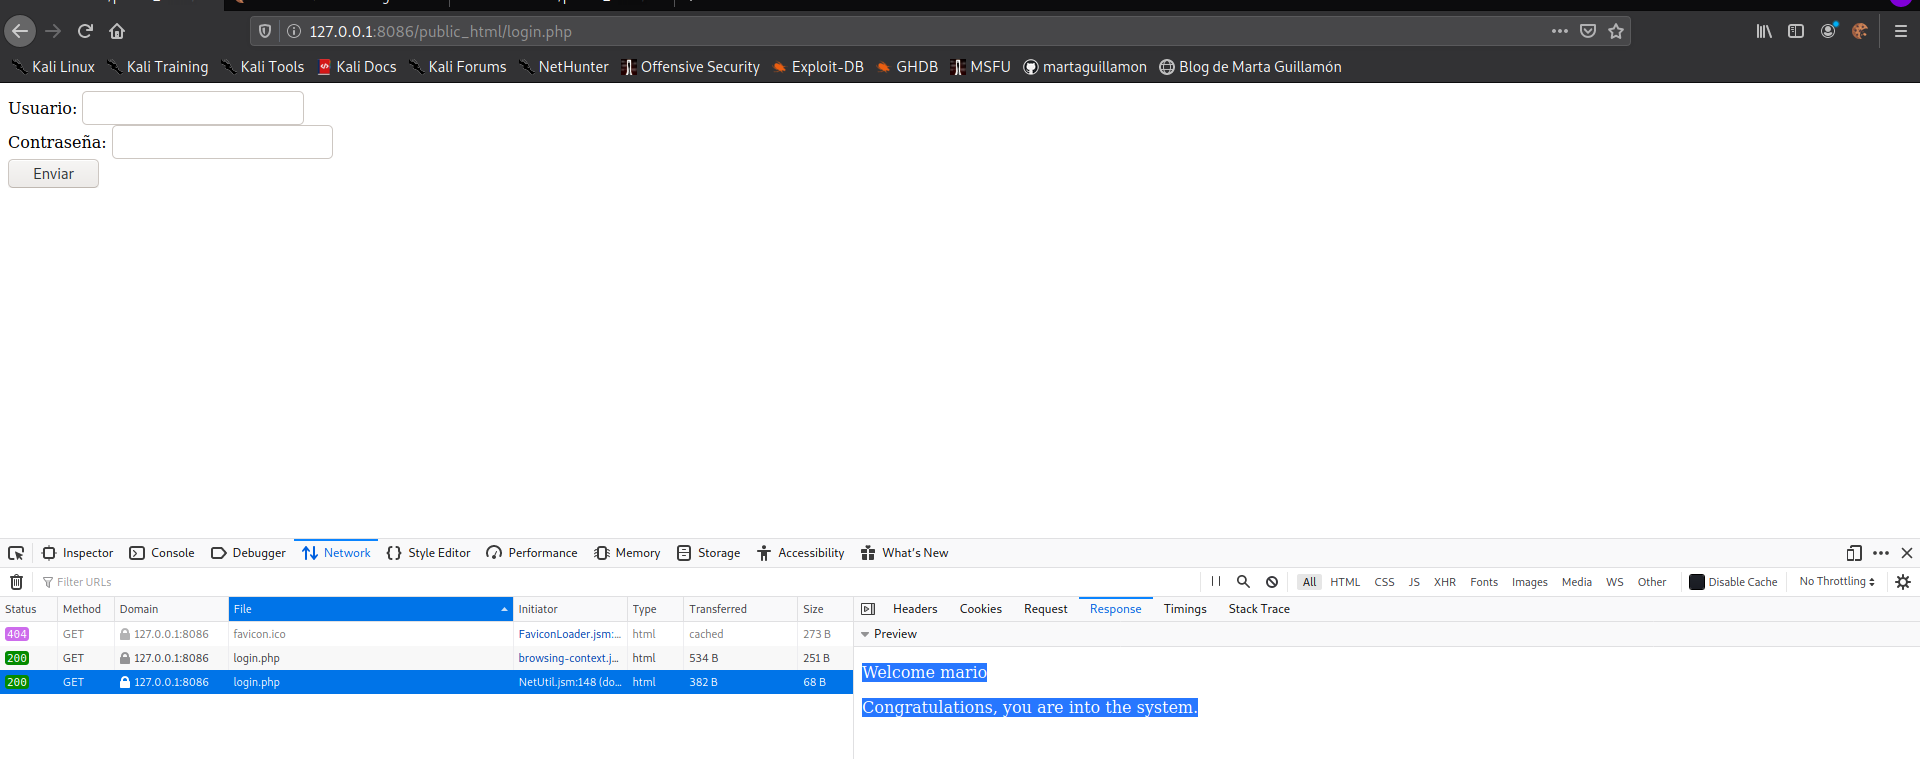 127.0.0.1:8086/public_html/login.php
Kali Linux Kali Training Kali Tools Kali Docs Kali Forums NetHunter Offensive Security Exploit-DB GHDB MSFU martaguillamon Blog de Marta Guillamón
Usuario:
Contraseña:
Enviar
Inspector Console Debugger Network Style Editor Performance Memory Storage Accessibility What's New
Filter URLs All HTML CSS JS XHR Fonts Images Media WS Other Disable Cache No Throttling
Status Method Domain File Initiator Type Transferred Size Headers Cookies Request Response Timings Stack Trace
404 GET 127.0.0.1:8086 favicon.ico FaviconLoader.jsm:... html cached 273 B
Preview
200 GET 127.0.0.1:8086 login.php browsing-context.j... html 534 B 251 B
200 GET 127.0.0.1:8086 login.php NetUtil.jsm:148 (do... html 382 B 68 B
Welcome mario
Congratulations, you are into the system.